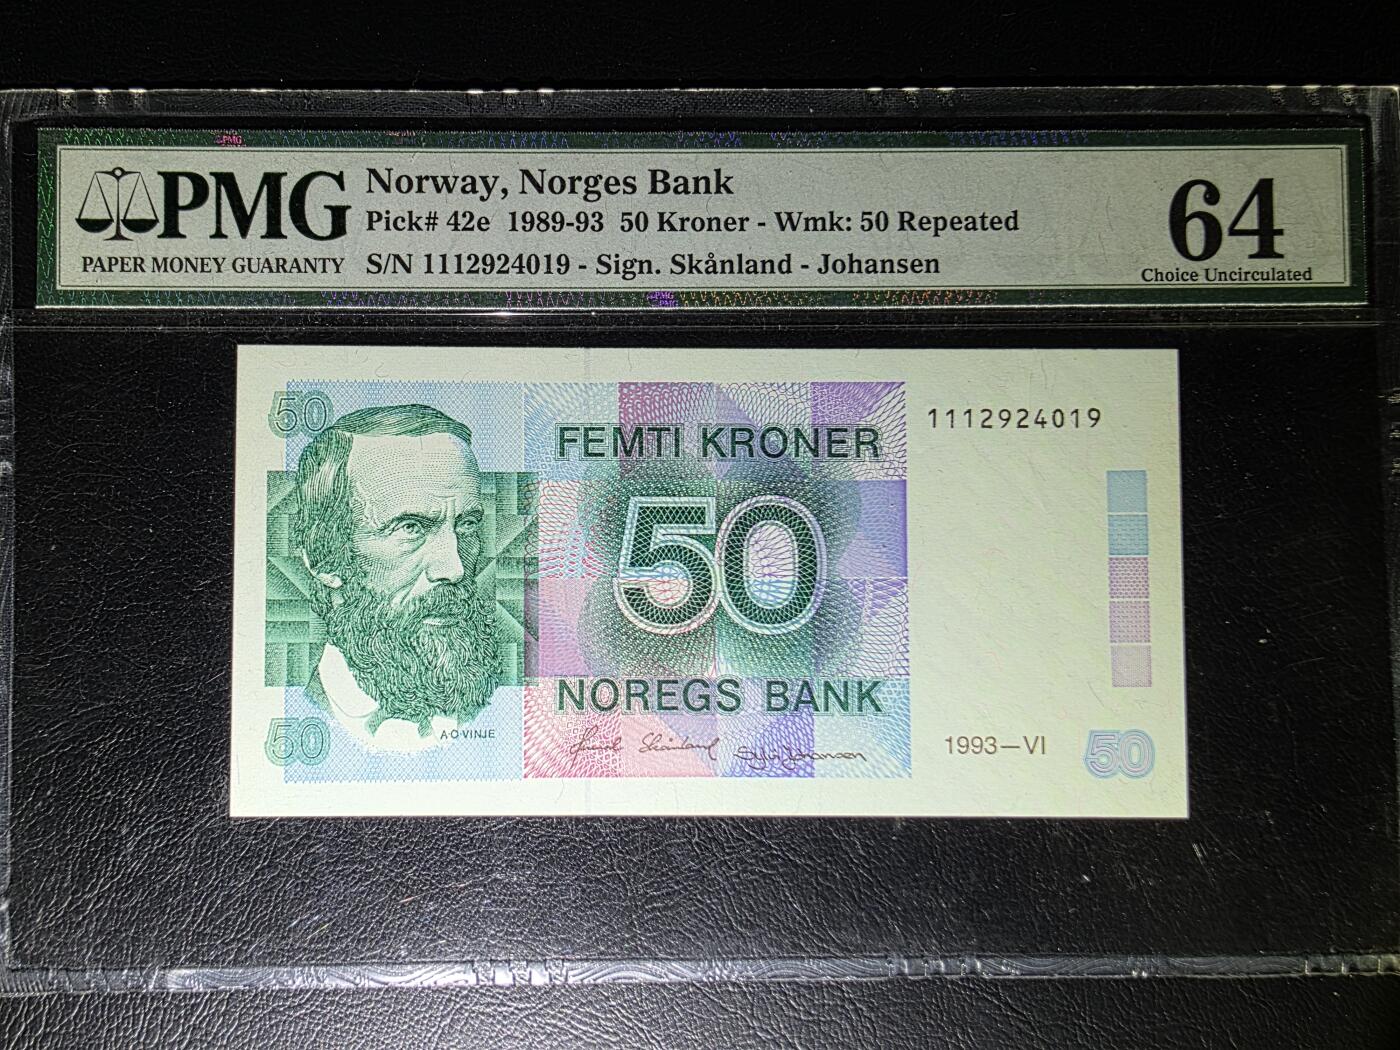 PMG
PAPER MONEY GUARANTY
Norway, Norges Bank
Pick# 42e 1989-93 50 Kroner - Wmk: 50 Repeated
S/N 1112924019 - Sign. Skånland - Johansen
64
Choice Uncirculated
50
FEMTI KRONER
1112924019
50
NOREGS BANK
50
A·O·VINJE
Skånland
1993—VI
50